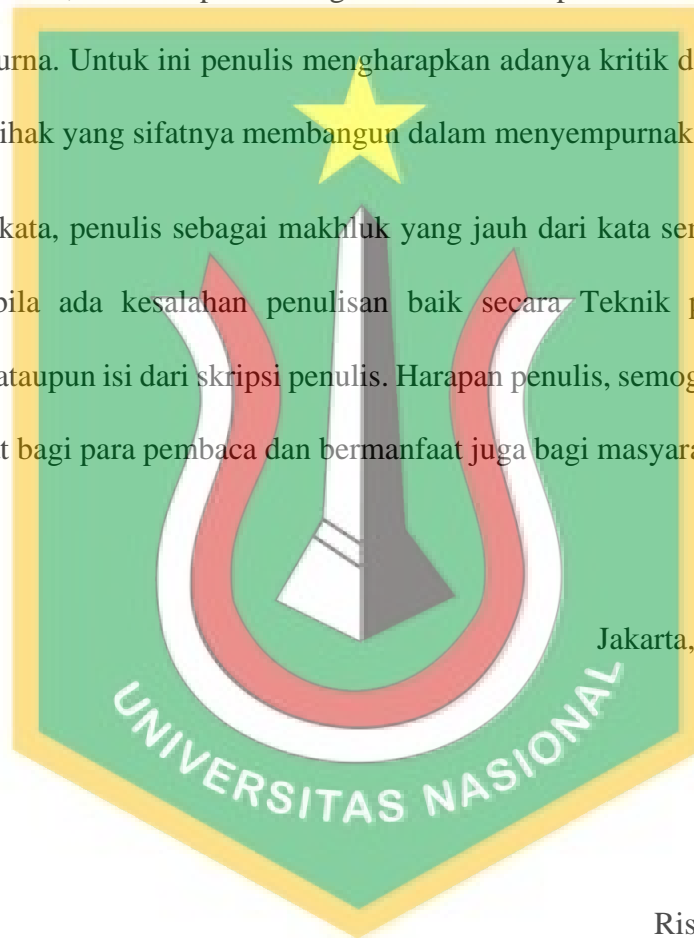 urna. Untuk ini penulis mengharapkan adanya kritik d
ihak yang sifatnya membangun dalam menyempurnak
kata, penulis sebagai makhluk yang jauh dari kata sem
bila ada kesalahan penulisan baik secara Teknik p
ataupun isi dari skripsi penulis. Harapan penulis, semog
t bagi para pembaca dan bermanfaat juga bagi masyara
Jakarta,
UNIVERSITAS NASIONAL
Ris